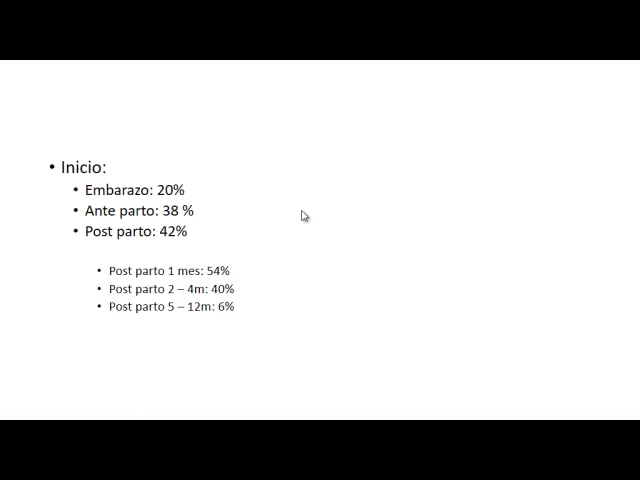 • Inicio:
• Embarazo: 20%
• Ante parto: 38 %
• Post parto: 42%
• Post parto 1 mes: 54%
• Post parto 2 – 4m: 40%
• Post parto 5 – 12m: 6%